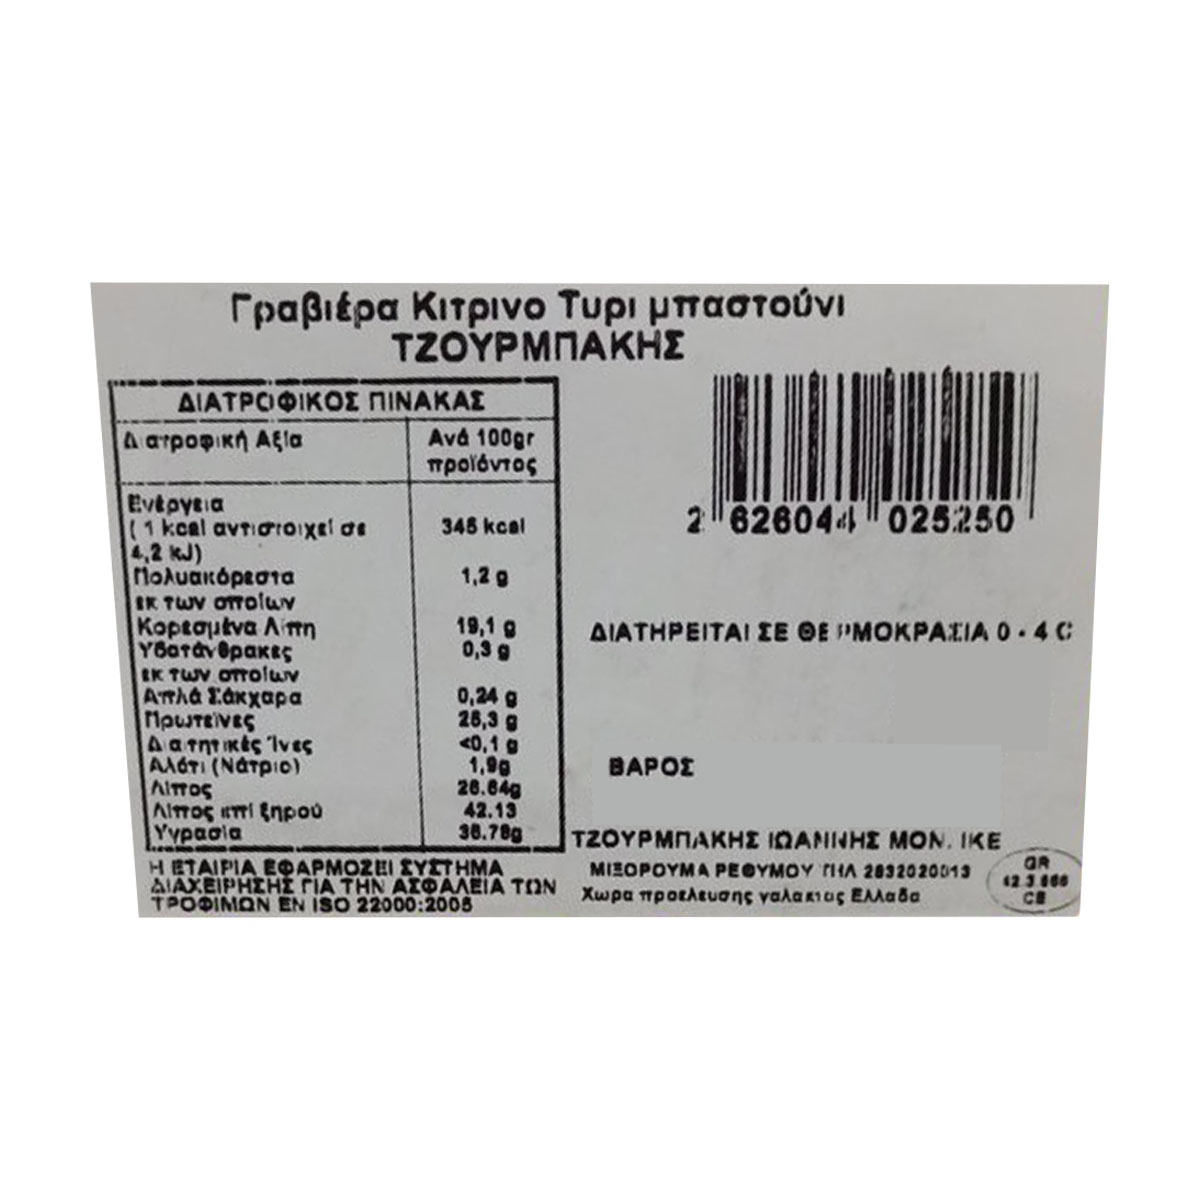 Γραβιέρα Κιτρινο Τυρι μπαστούνι
ΤΖΟΥΡΜΠΑΚΗΣ
ΔΙΑΤΡΟΦΙΚΟΣ ΠΙΝΑΚΑΣ
Διατροφική Αξία
Ανά 100gr
προϊόντος
Ενέργεια
( 1 kcal αντιστοιχεί σε
4,2 kJ)
345 kcal
Πολυακόρεστα 1,2 g
εκ των οποίων
Κορεσμένα Λίπη 19,1 g
Υδατάνθρακες 0,3 g
εκ των οποίων
Απλά Σάκχαρα 0,24 g
Πρωτεϊνες 26,3 g
Διαιτητικές Ίνες <0,1 g
Αλάτι (Νάτριο) 1,9g
Λίπος 26.64g
Λίπος επί ξηρού 42.13
Υγρασία 36.78g
Η ΕΤΑΙΡΙΑ ΕΦΑΡΜΟΖΕΙ ΣΥΣΤΗΜΑ
ΔΙΑΧΕΙΡΗΣΗΣ ΓΙΑ ΤΗΝ ΑΣΦΑΛΕΙΑ ΤΩΝ
ΤΡΟΦΙΜΩΝ EN ISO 22000:2005
2 626044 025250
ΔΙΑΤΗΡΕΙΤΑΙ ΣΕ ΘΕΡΜΟΚΡΑΣΙΑ 0 - 4 C
ΒΑΡΟΣ
ΤΖΟΥΡΜΠΑΚΗΣ ΙΩΑΝΝΗΣ ΜΟΝ. ΙΚΕ
ΜΙΞΟΡΟΥΜΑ ΡΕΘΥΜΟΥ ΤΗΛ 2832020013
Χωρα προελευσης γαλακτος Ελλαδα
GR
CE